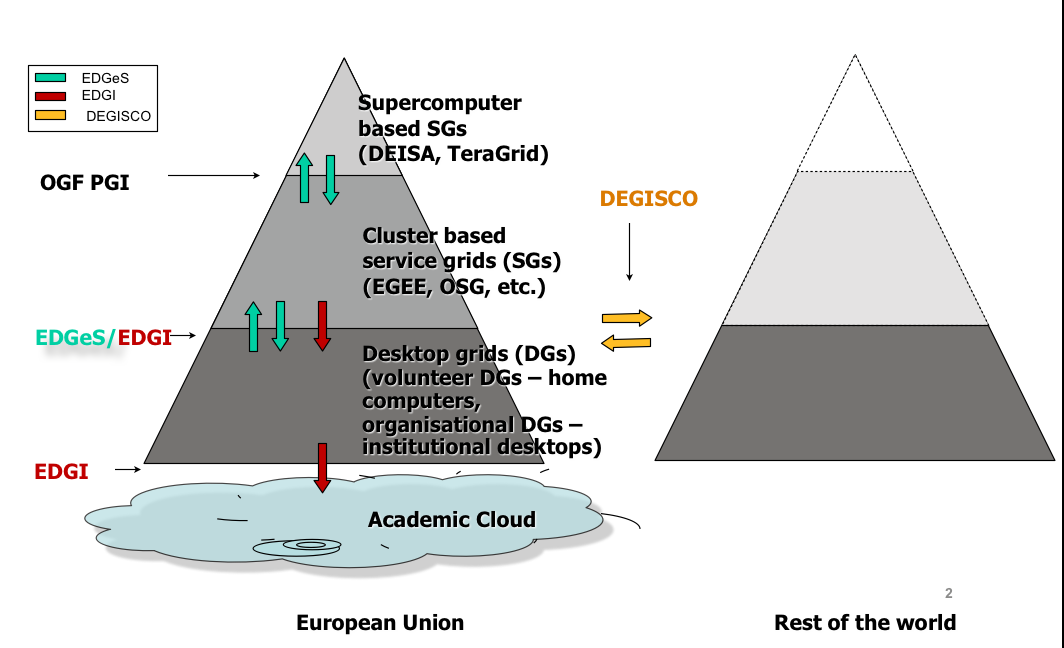 EDGeS
EDGI
DEGISCO
Supercomputer
based SGs
(DEISA, TeraGrid)
OGF PGI
DEGISCO
Cluster based
service grids (SGs)
(EGEE, OSG, etc.)
EDGeS/EDGI
Desktop grids (DGs)
(volunteer DGs – home
computers,
organisational DGs –
institutional desktops)
EDGI
Academic Cloud
2
European Union
Rest of the world